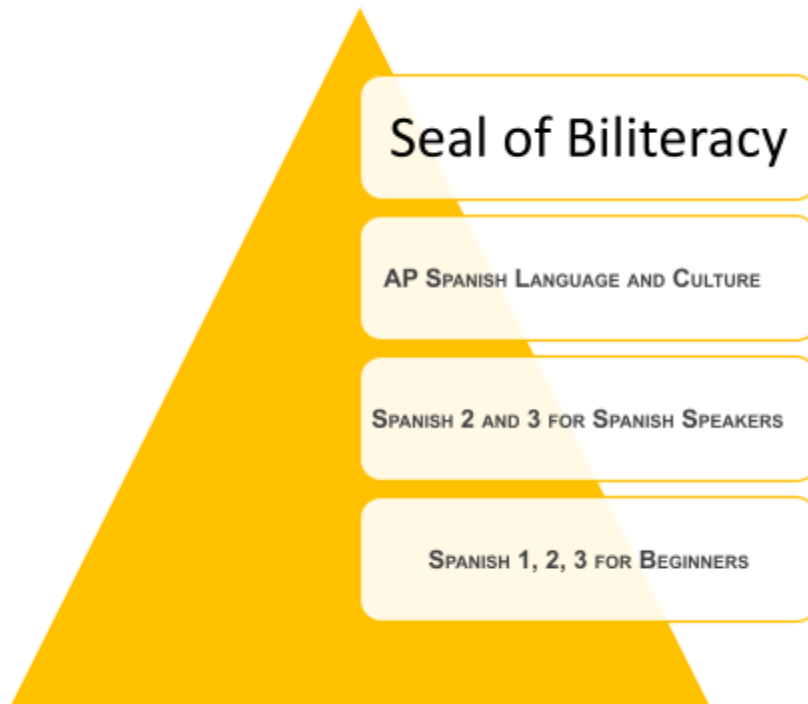 Seal of Biliteracy
AP Spanish Language and Culture
Spanish 2 and 3 for Spanish Speakers
Spanish 1, 2, 3 for Beginners